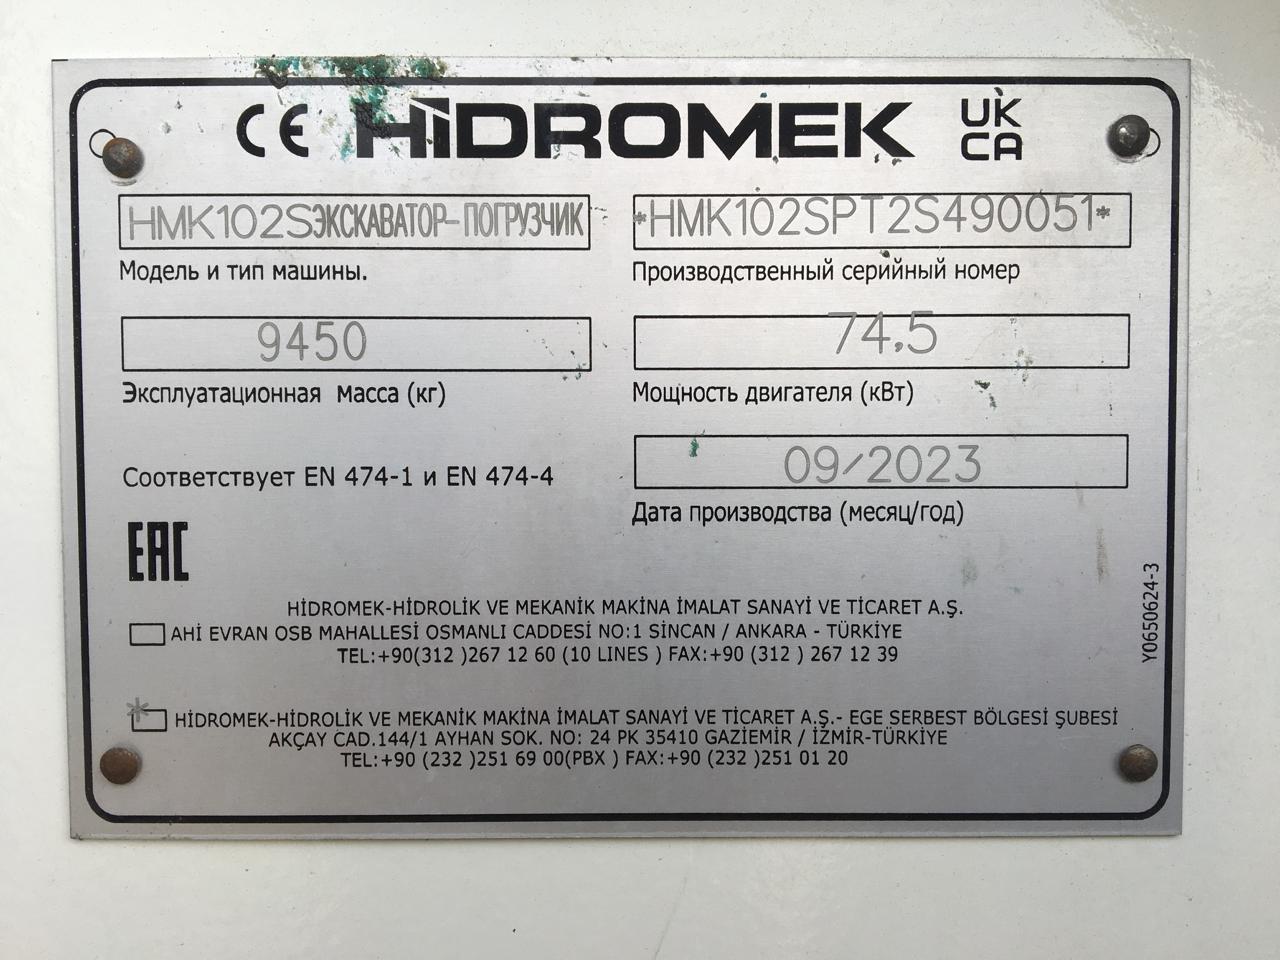 CE HİDROMEK UK CA
HMK102SЭКСКАВАТОР-ПОГРУЗЧИК
Модель и тип машины.
*HMK102SPT2S490051*
Производственный серийный номер
9450
Эксплуатационная масса (кг)
74,5
Мощность двигателя (кВт)
Соответствует EN 474-1 и EN 474-4
09/2023
Дата производства (месяц/год)
EAC
HİDROMEK-HİDROLİK VE MEKANİK MAKİNA İMALAT SANAYİ VE TİCARET A.Ş.
AHİ EVRAN OSB MAHALLESİ OSMANLI CADDESİ NO:1 SİNCAN / ANKARA - TÜRKİYE
TEL:+90(312 )267 12 60 (10 LINES ) FAX:+90 (312 ) 267 12 39
* HİDROMEK-HİDROLİK VE MEKANİK MAKİNA İMALAT SANAYİ VE TİCARET A.Ş.- EGE SERBEST BÖLGESİ ŞUBESİ
AKÇAY CAD.144/1 AYHAN SOK. NO: 24 PK 35410 GAZİEMİR / İZMİR-TÜRKİYE
TEL:+90 (232 )251 69 00(PBX ) FAX:+90 (232 )251 01 20
Y0650624-3